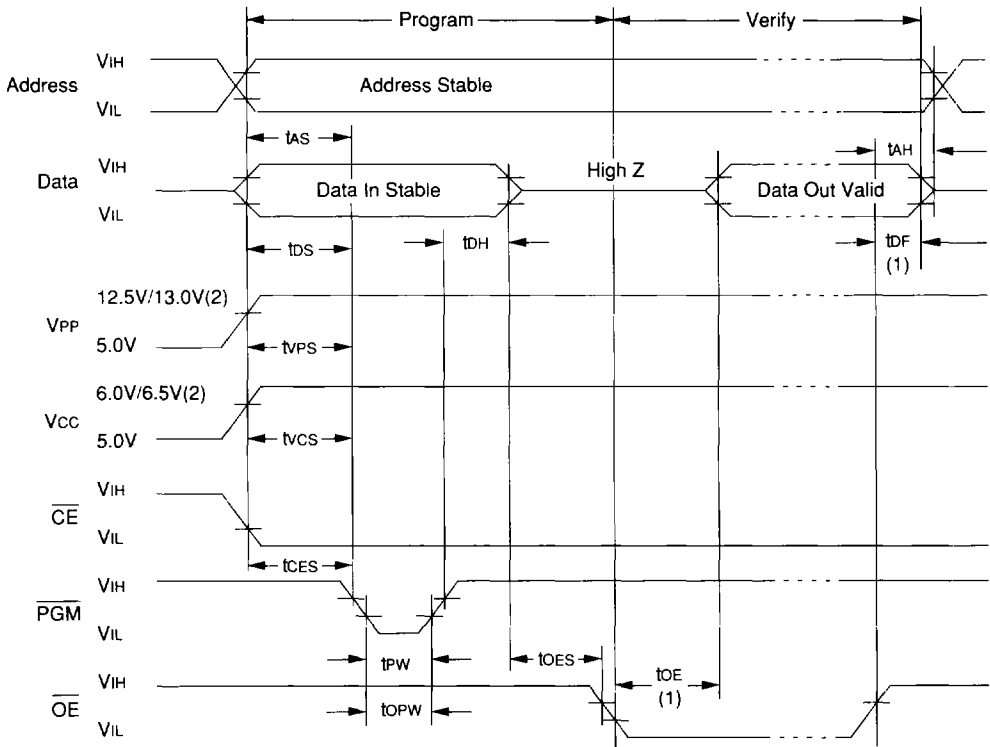 Program
Verify
Address
VIH
VIL
Address Stable
tAS
tAH
Data
VIH
VIL
Data In Stable
High Z
Data Out Valid
tDS
tDH
tDF
(1)
VPP
12.5V/13.0V(2)
5.0V
tVPS
VCC
6.0V/6.5V(2)
5.0V
tVCS
CE
VIH
VIL
tCES
PGM
VIH
VIL
tPW
tOES
tOE
(1)
OE
VIH
VIL
tOPW